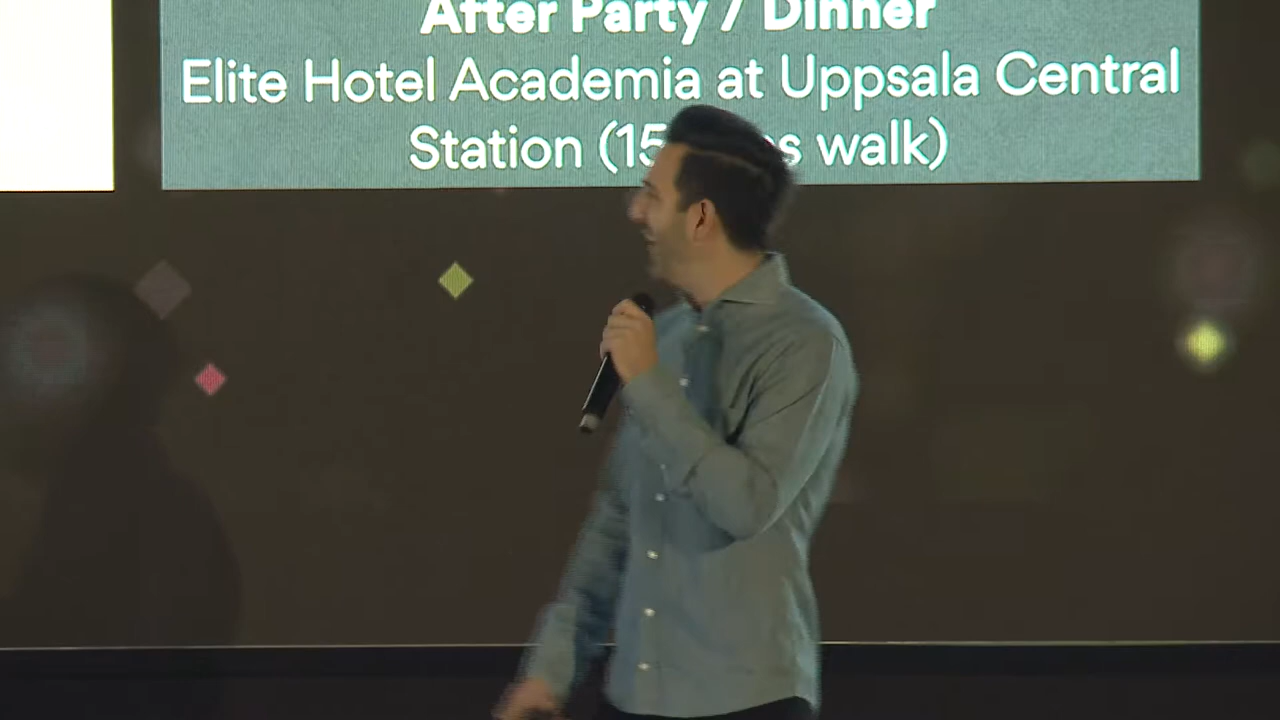 After Party / Dinner
Elite Hotel Academia at Uppsala Central
Station (15 walk)